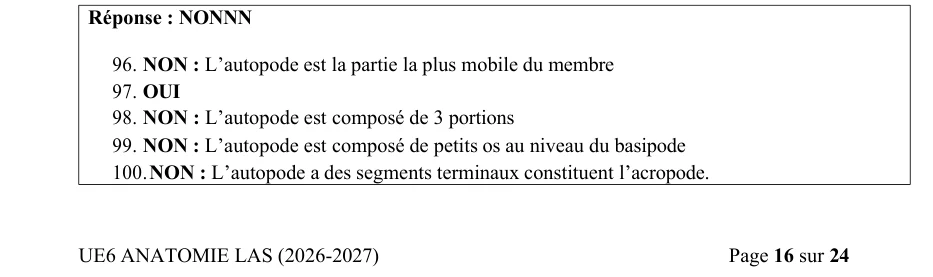 Réponse : NONNN
96. NON : L’autopode est la partie la plus mobile du membre
97. OUI
98. NON : L’autopode est composé de 3 portions
99. NON : L’autopode est composé de petits os au niveau du basipode
100. NON : L’autopode a des segments terminaux constituent l’acropode.
UE6 ANATOMIE LAS (2026-2027) Page 16 sur 24